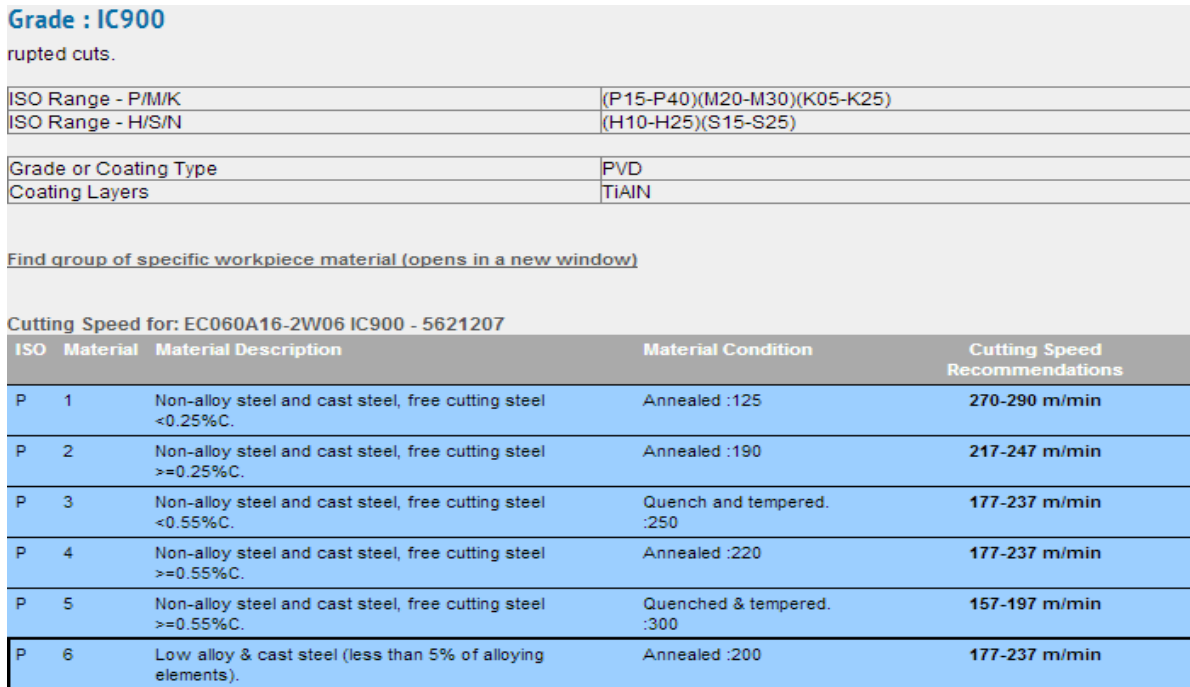 Grade : IC900
rupted cuts.
ISO Range - P/M/K (P15-P40)(M20-M30)(K05-K25)
ISO Range - H/S/N (H10-H25)(S15-S25)
Grade or Coating Type PVD
Coating Layers TiAlN
Find group of specific workpiece material (opens in a new window)
Cutting Speed for: EC060A16-2W06 IC900 - 5621207
ISO Material Material Description Material Condition Cutting Speed
Recommendations
P 1 Non-alloy steel and cast steel, free cutting steel Annealed :125 270-290 m/min
<0.25%C.
P 2 Non-alloy steel and cast steel, free cutting steel Annealed :190 217-247 m/min
>=0.25%C.
P 3 Non-alloy steel and cast steel, free cutting steel Quench and tempered. 177-237 m/min
<0.55%C. :250
P 4 Non-alloy steel and cast steel, free cutting steel Annealed :220 177-237 m/min
>=0.55%C.
P 5 Non-alloy steel and cast steel, free cutting steel Quenched & tempered. 157-197 m/min
>=0.55%C. :300
P 6 Low alloy & cast steel (less than 5% of alloying Annealed :200 177-237 m/min
elements).